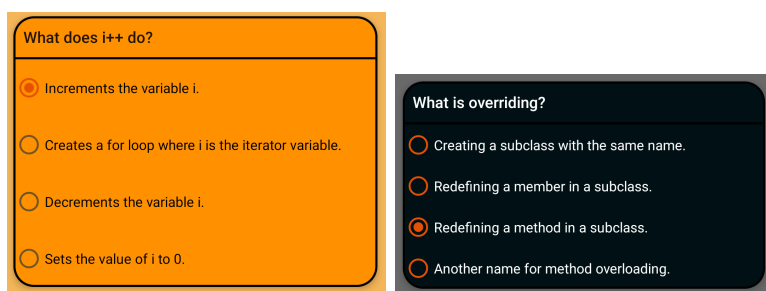 What does i++ do?
Increments the variable i.
Creates a for loop where i is the iterator variable.
Decrements the variable i.
Sets the value of i to 0.
What is overriding?
Creating a subclass with the same name.
Redefining a member in a subclass.
Redefining a method in a subclass.
Another name for method overloading.